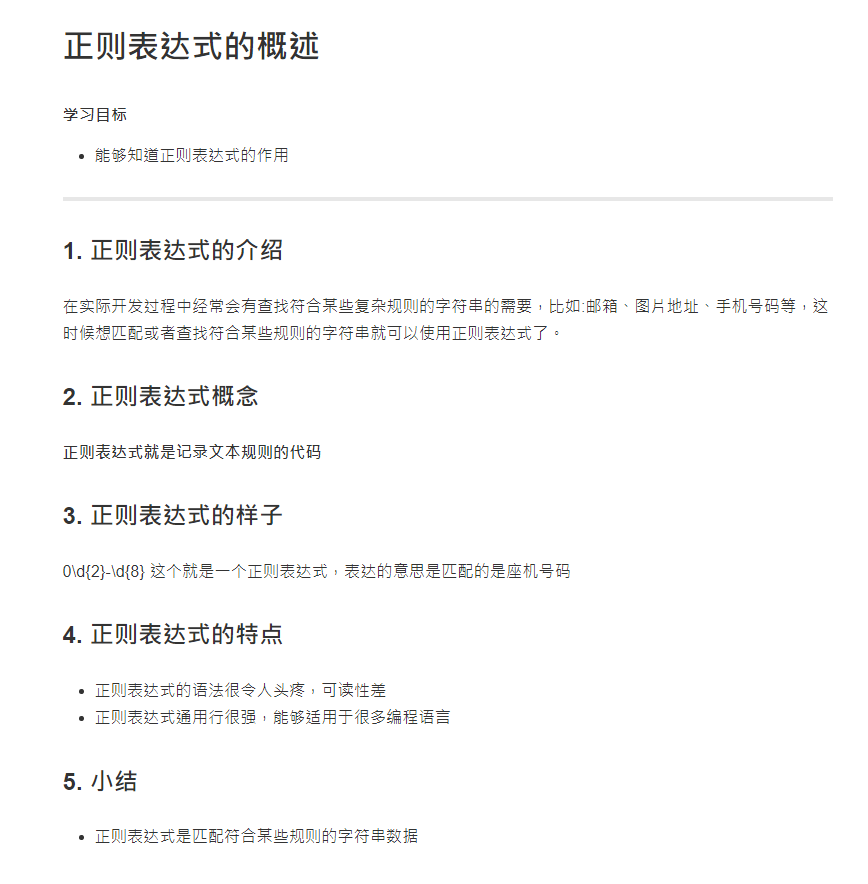 正则表达式的概述
学习目标
• 能够知道正则表达式的作用
1. 正则表达式的介绍
在实际开发过程中经常会有查找符合某些复杂规则的字符串的需要，比如:邮箱、图片地址、手机号码等，这
时候想匹配或者查找符合某些规则的字符串就可以使用正则表达式了。
2. 正则表达式概念
正则表达式就是记录文本规则的代码
3. 正则表达式的样子
0\d{2}-\d{8} 这个就是一个正则表达式，表达的意思是匹配的是座机号码
4. 正则表达式的特点
• 正则表达式的语法很令人头疼，可读性差
• 正则表达式通用行很强，能够适用于很多编程语言
5. 小结
• 正则表达式是匹配符合某些规则的字符串数据